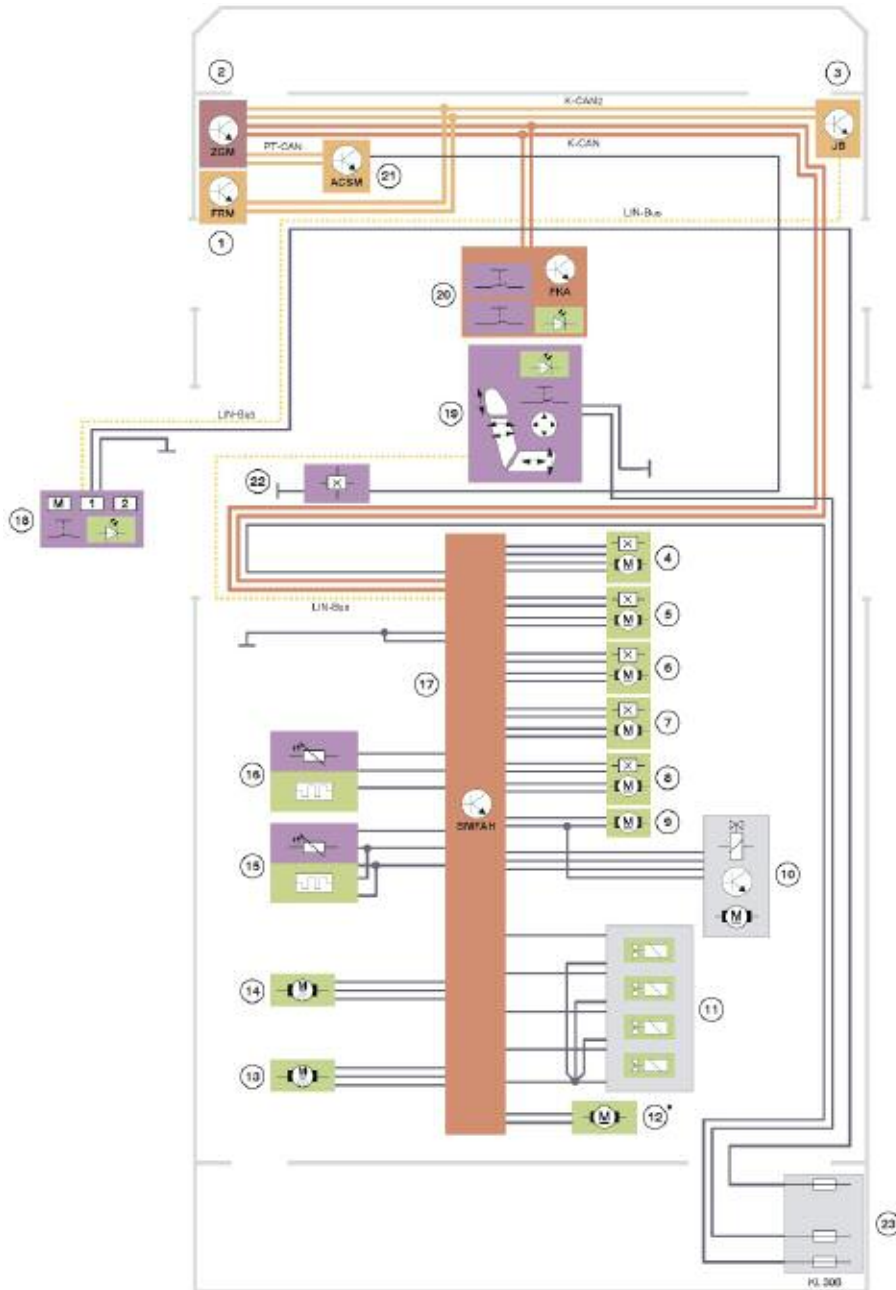 2
3
K-CAN2
ZGM
JB
PT-CAN
K-CAN
21
ACSM
FRM
LIN-Bus
1
20
FKA
19
LIN-Bus
22
M 1 2
18
M 4
LIN-Bus
M 5
17
M 6
M 7
16
M 8
SMFAH
M 9
15
10
M
M 14
11
M 13
M 12*
23
Kl. 30B